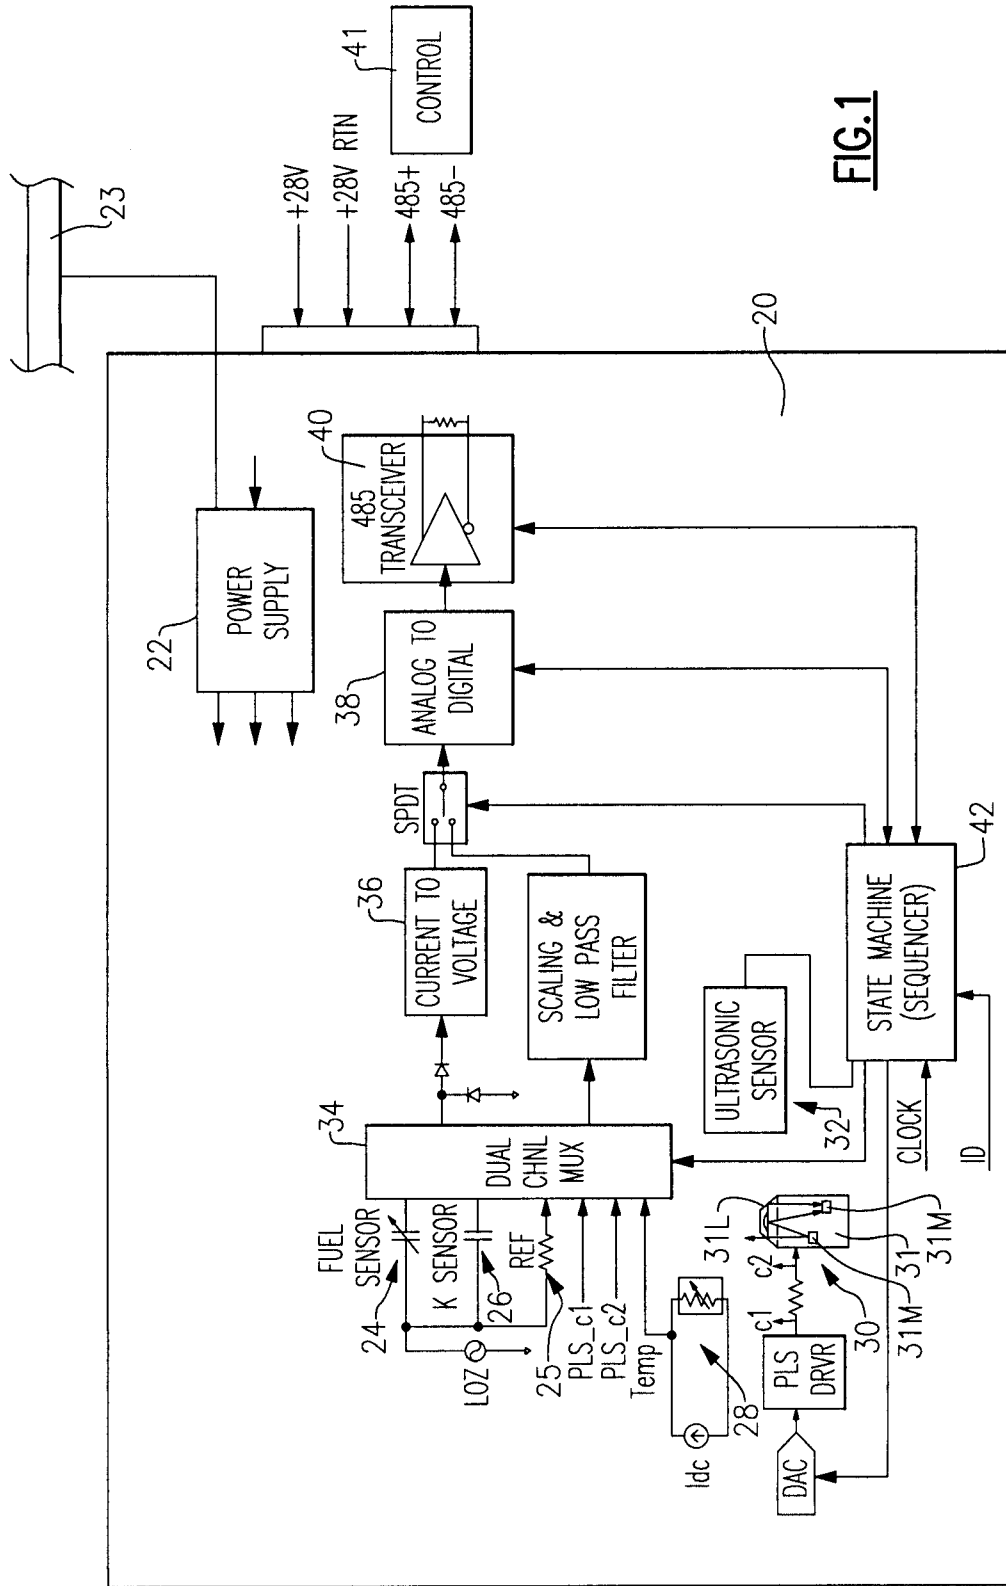 23
+28V
+28V RTN
485+
485-
41
CONTROL
FIG.1
20
22
POWER
SUPPLY
40
485
TRANSCEIVER
38
ANALOG TO
DIGITAL
SPDT
36
CURRENT TO
VOLTAGE
SCALING &
LOW PASS
FILTER
34
DUAL
CHNL
MUX
FUEL
SENSOR
24
K SENSOR
26
REF
25
LOZ
PLS_c1
PLS_c2
Temp
28
Idc
ULTRASONIC
SENSOR
32
42
STATE MACHINE
(SEQUENCER)
CLOCK
ID
31L
31M
31
31M
30
c2
c1
PLS
DRVR
DAC